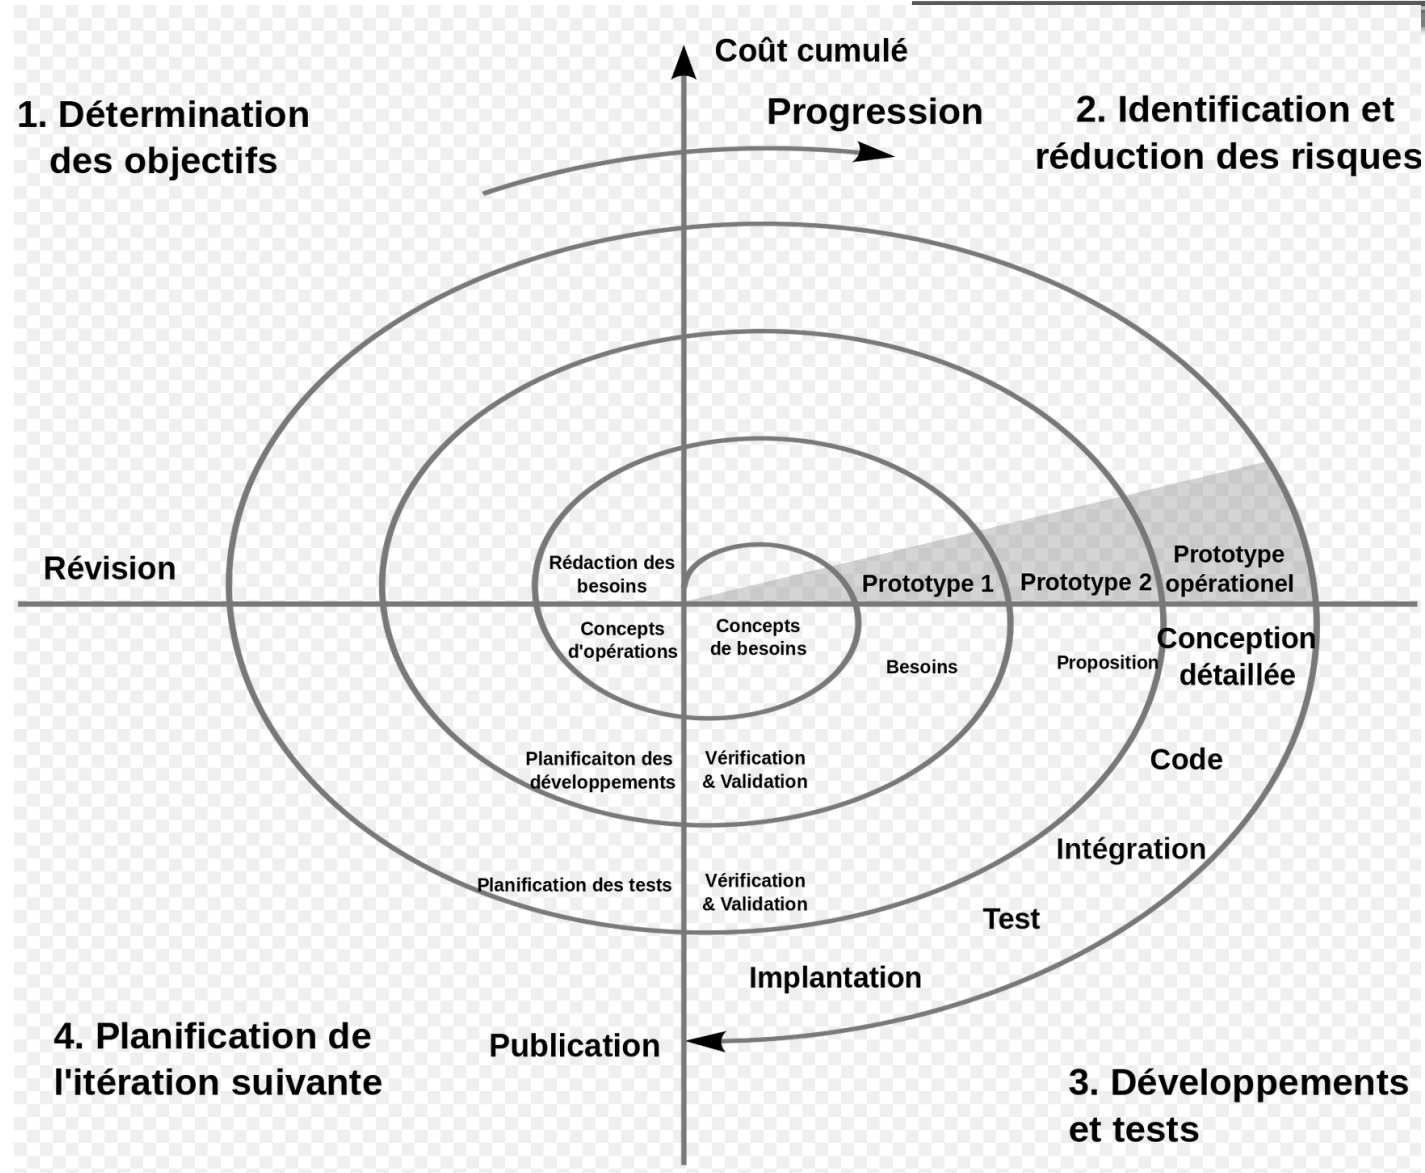 Coût cumulé
Progression
1. Détermination
des objectifs
2. Identification et
réduction des risques
Révision
Rédaction des
besoins
Prototype 1
Prototype 2
Prototype
opérationel
Concepts
d'opérations
Concepts
de besoins
Besoins
Proposition
Conception
détaillée
Planificaiton des
développements
Vérification
& Validation
Code
Intégration
Planification des tests
Vérification
& Validation
Test
Implantation
Publication
4. Planification de
l'itération suivante
3. Développements
et tests